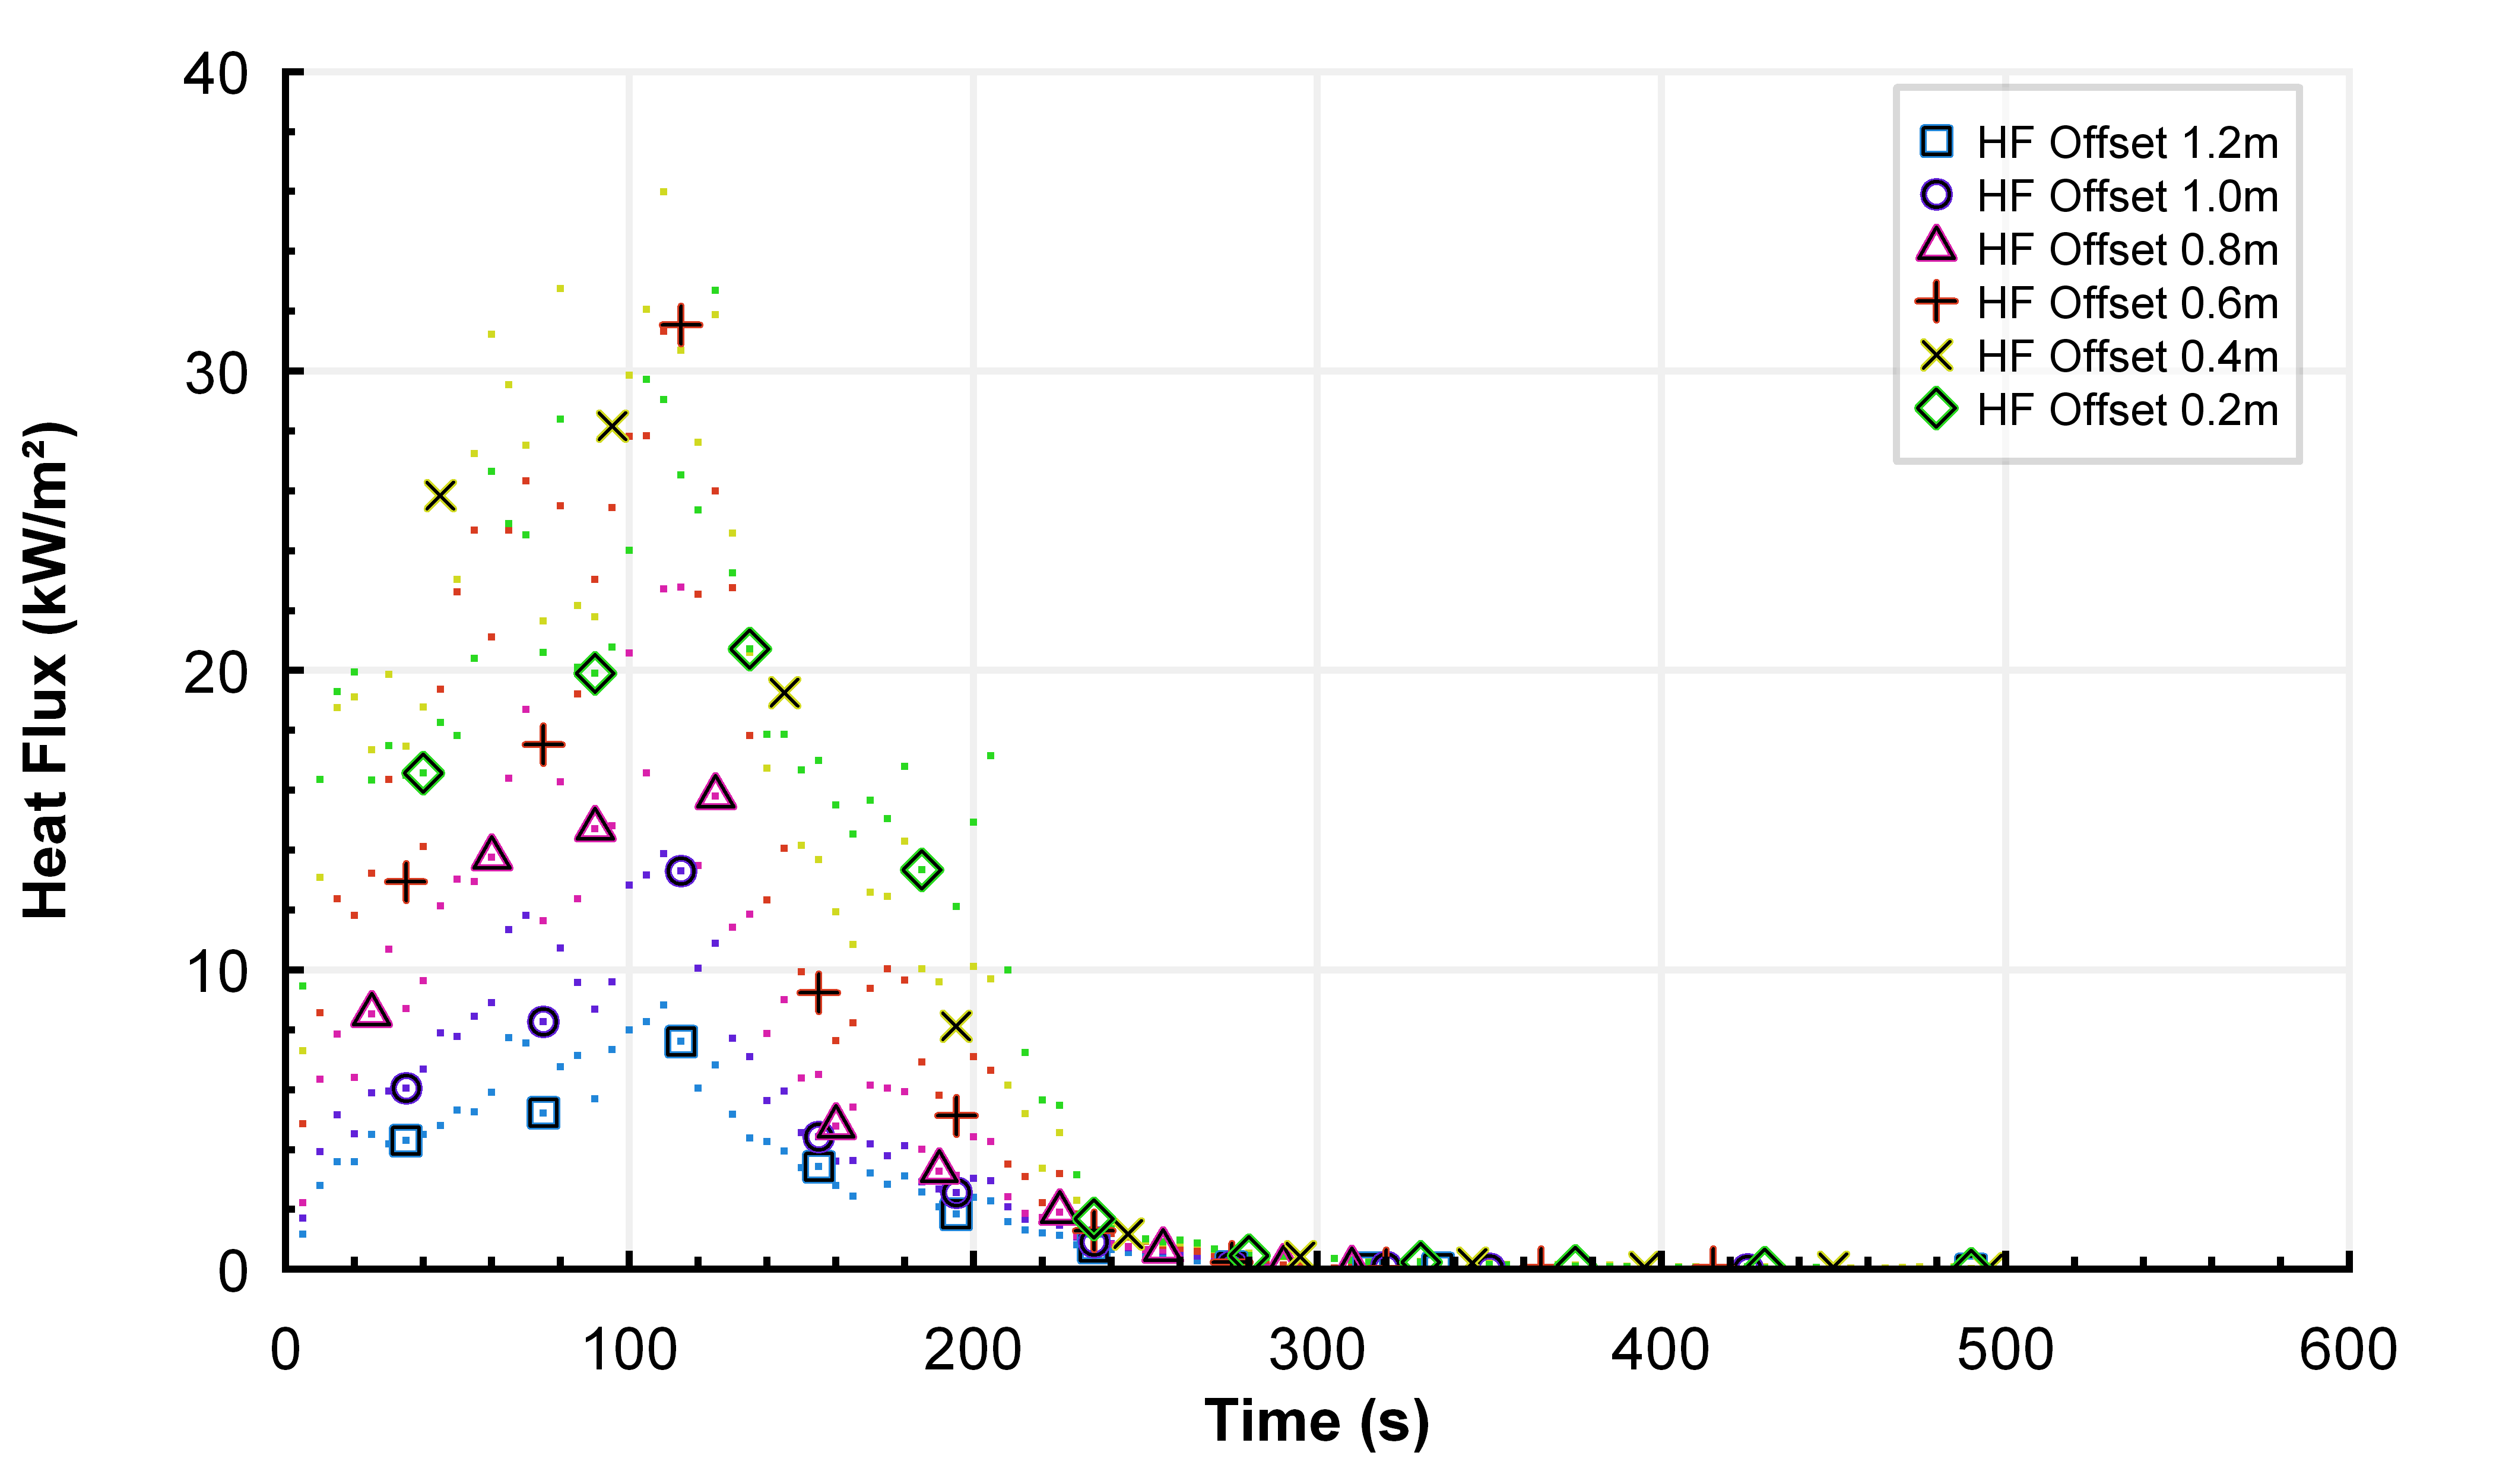 40
30
20
10
0
Heat Flux (kW/m²)
HF Offset 1.2m
HF Offset 1.0m
HF Offset 0.8m
HF Offset 0.6m
HF Offset 0.4m
HF Offset 0.2m
0 100 200 300 400 500 600
Time (s)